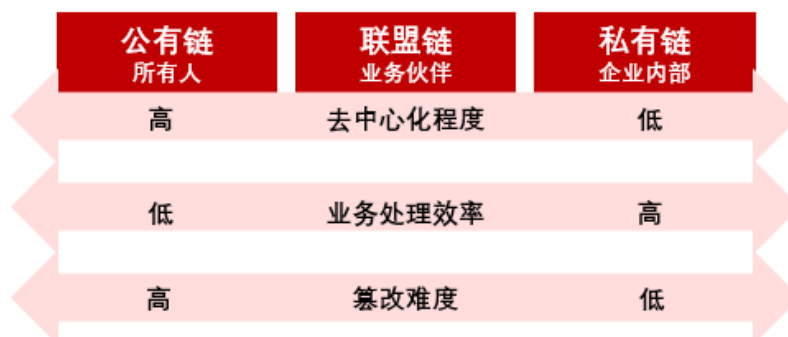 公有链 联盟链 私有链
所有人 业务伙伴 企业内部
高 去中心化程度 低
低 业务处理效率 高
高 篡改难度 低